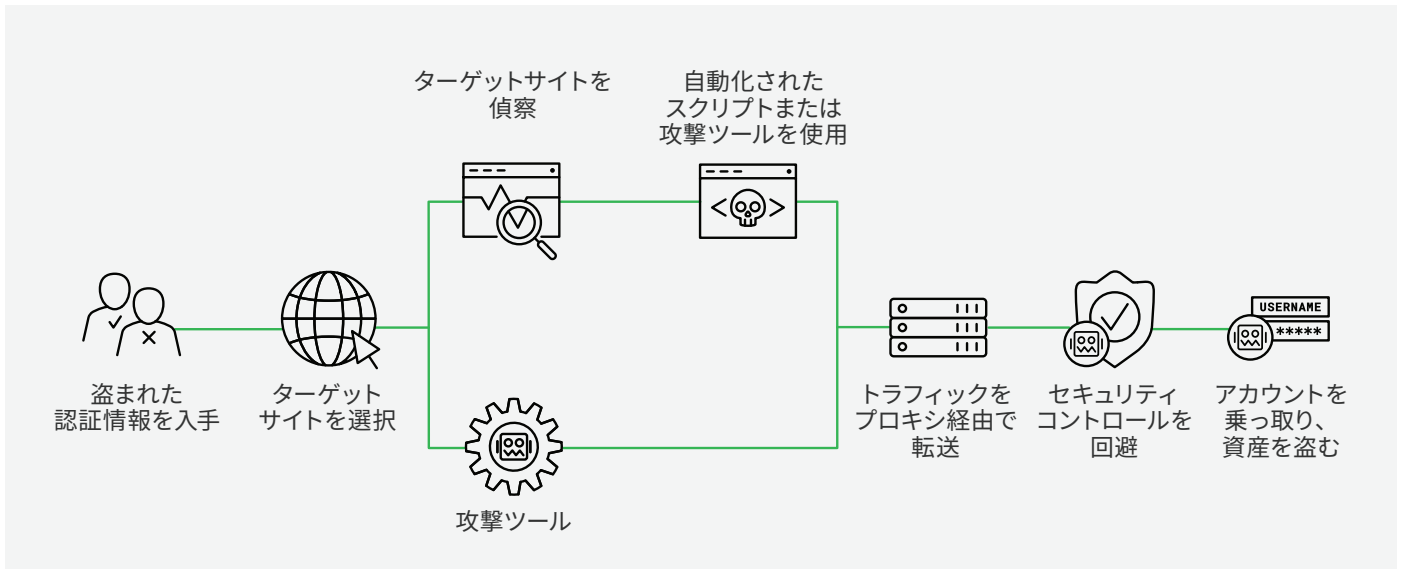 ターゲットサイトを
偵察
自動化された
スクリプトまたは
攻撃ツールを使用
盗まれた
認証情報を入手
ターゲット
サイトを選択
攻撃ツール
トラフィックを
プロキシ経由で
転送
セキュリティ
コントロールを
回避
USERNAME
*****
アカウントを
乗っ取り、
資産を盗む